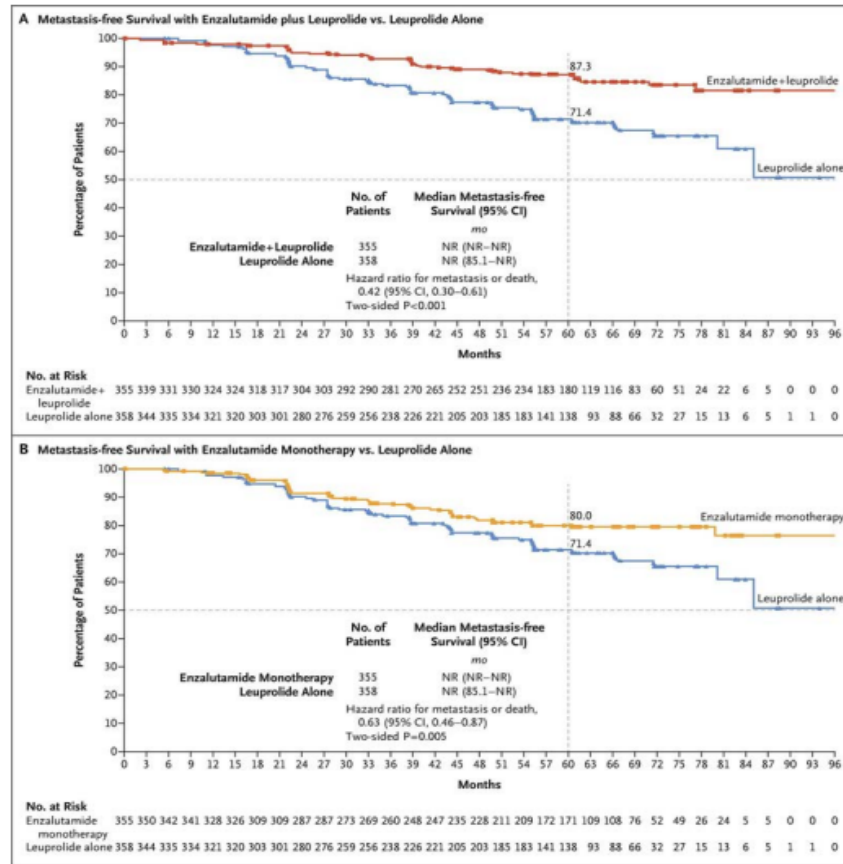 A Metastasis-free Survival with Enzalutamide plus Leuprolide vs. Leuprolide Alone
Percentage of Patients
100
90
80
70
60
50
40
30
20
10
0
87.3
71.4
Enzalutamide+leuprolide
Leuprolide alone
No. of Patients Median Metastasis-free Survival (95% CI)
mo
Enzalutamide+Leuprolide 355 NR (NR–NR)
Leuprolide Alone 358 NR (85.1–NR)
Hazard ratio for metastasis or death,
0.42 (95% CI, 0.30–0.61)
Two-sided P<0.001
0 3 6 9 12 15 18 21 24 27 30 33 36 39 42 45 48 51 54 57 60 63 66 69 72 75 78 81 84 87 90 93 96
Months
No. at Risk
Enzalutamide+ leuprolide 355 339 331 330 324 324 318 317 304 303 292 290 281 270 265 252 251 236 234 183 180 119 116 83 60 51 24 22 6 5 0 0 0
Leuprolide alone 358 344 335 334 321 320 303 301 280 276 259 256 238 226 221 205 203 185 183 141 138 93 88 66 32 27 15 13 6 5 1 1 0
B Metastasis-free Survival with Enzalutamide Monotherapy vs. Leuprolide Alone
Percentage of Patients
100
90
80
70
60
50
40
30
20
10
0
80.0
71.4
Enzalutamide monotherapy
Leuprolide alone
No. of Patients Median Metastasis-free Survival (95% CI)
mo
Enzalutamide Monotherapy 355 NR (NR–NR)
Leuprolide Alone 358 NR (85.1–NR)
Hazard ratio for metastasis or death,
0.63 (95% CI, 0.46–0.87)
Two-sided P=0.005
0 3 6 9 12 15 18 21 24 27 30 33 36 39 42 45 48 51 54 57 60 63 66 69 72 75 78 81 84 87 90 93 96
Months
No. at Risk
Enzalutamide monotherapy 355 350 342 341 328 326 309 309 287 287 273 269 260 248 247 235 228 211 209 172 171 109 108 76 52 49 26 24 5 5 0 0 0
Leuprolide alone 358 344 335 334 321 320 303 301 280 276 259 256 238 226 221 205 203 185 183 141 138 93 88 66 32 27 15 13 6 5 1 1 0